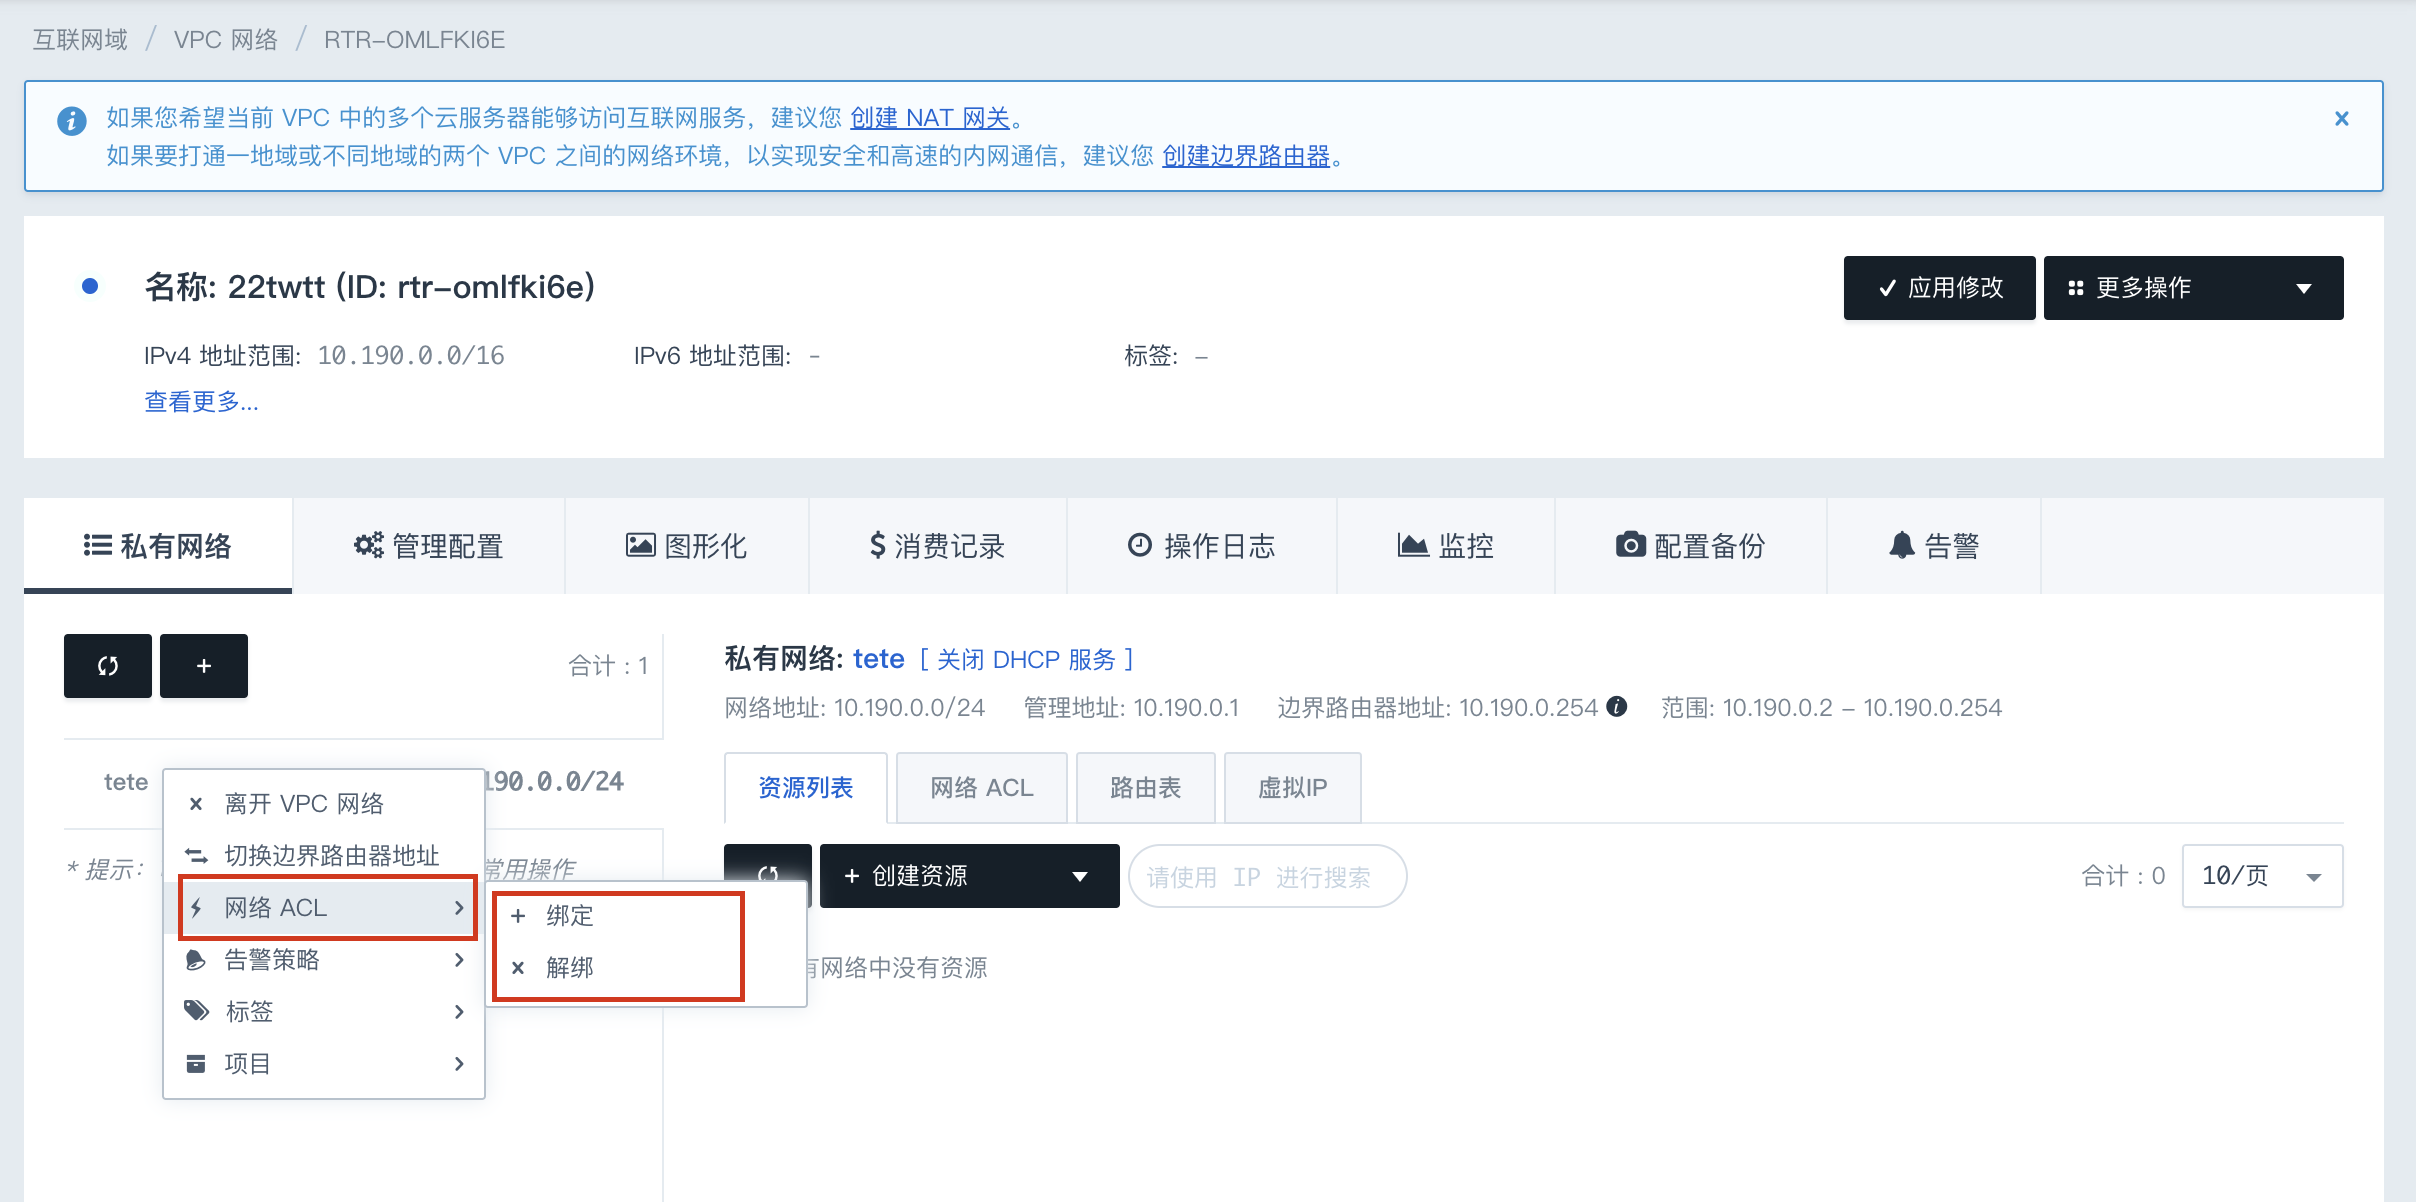 互联网域 / VPC 网络 / RTR-OMLFKI6E
如果您希望当前 VPC 中的多个云服务器能够访问互联网服务，建议您 创建 NAT 网关。
如果要打通一地域或不同地域的两个 VPC 之间的网络环境，以实现安全和高速的内网通信，建议您 创建边界路由器。
名称: 22twtt (ID: rtr-omlfki6e)
应用修改
更多操作
IPv4 地址范围: 10.190.0.0/16
IPv6 地址范围: -
标签: -
查看更多...
私有网络
管理配置
图形化
消费记录
操作日志
监控
配置备份
告警
合计 : 1
私有网络: tete [ 关闭 DHCP 服务 ]
网络地址: 10.190.0.0/24 管理地址: 10.190.0.1 边界路由器地址: 10.190.0.254 范围: 10.190.0.2 - 10.190.0.254
tete
190.0.0/24
资源列表
网络 ACL
路由表
虚拟IP
离开 VPC 网络
切换边界路由器地址
* 提示:
常用操作
+ 创建资源
请使用 IP 进行搜索
合计 : 0
10/页
网络 ACL
绑定
解绑
网络中没有资源
告警策略
标签
项目